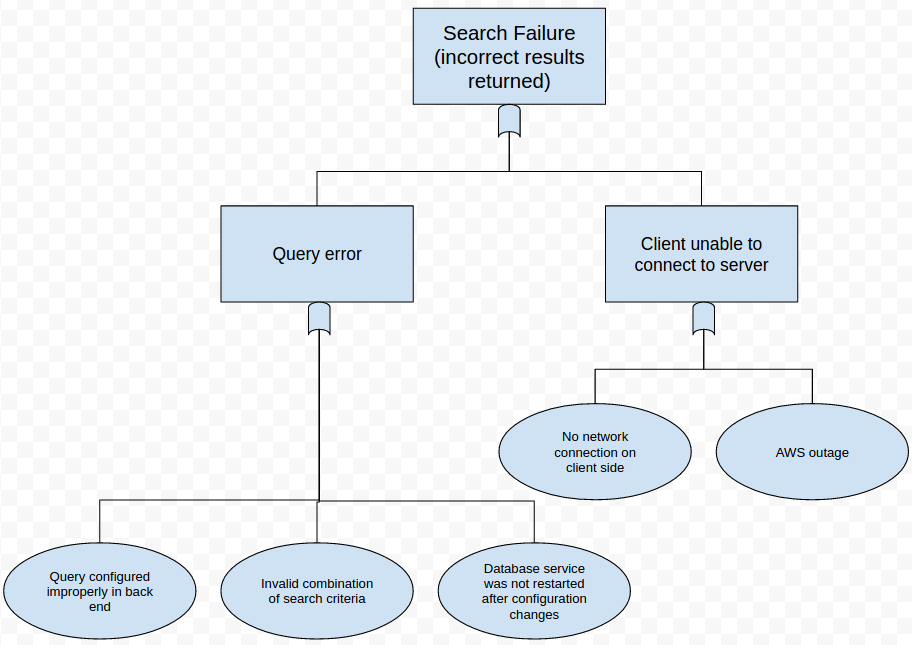 Search Failure
(incorrect results
returned)
Query error
Client unable to
connect to server
No network
connection on
client side
AWS outage
Query configured
improperly in back
end
Invalid combination
of search criteria
Database service
was not restarted
after configuration
changes